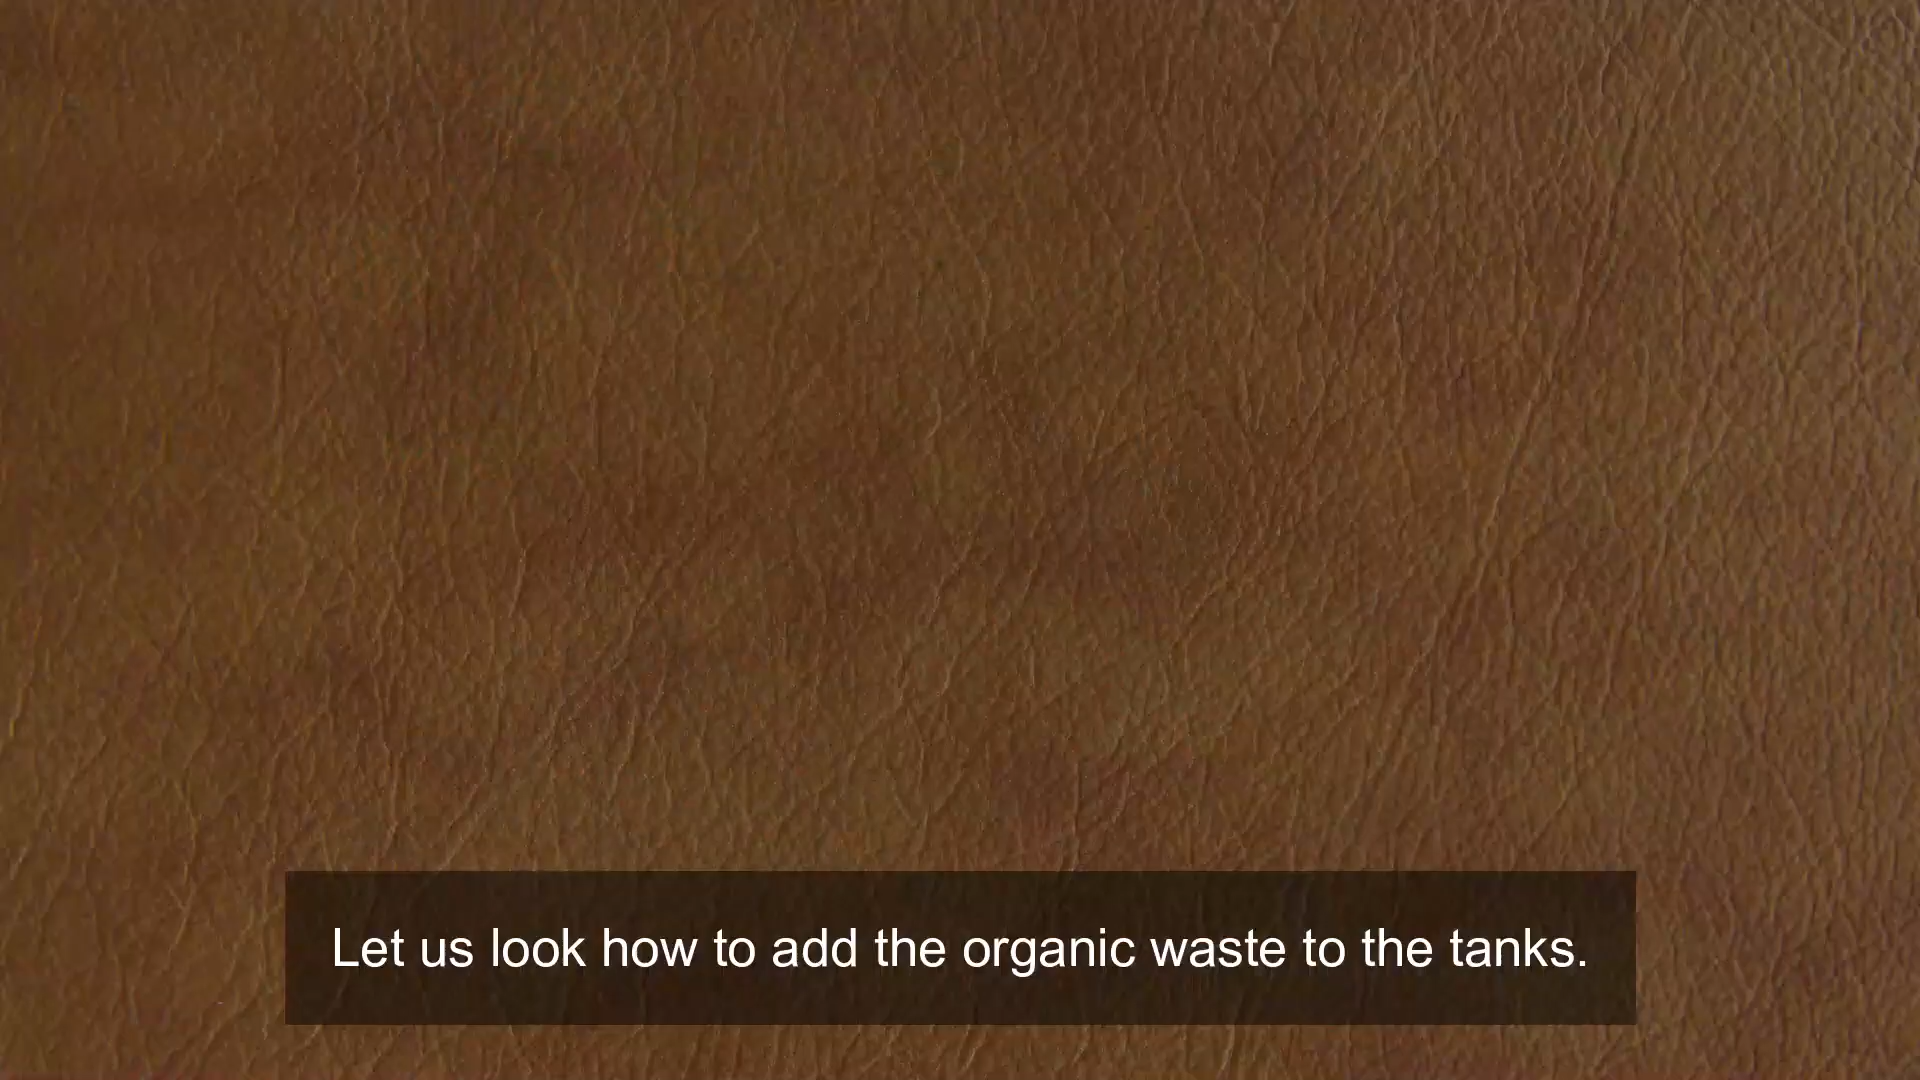 Let us look how to add the organic waste to the tanks.